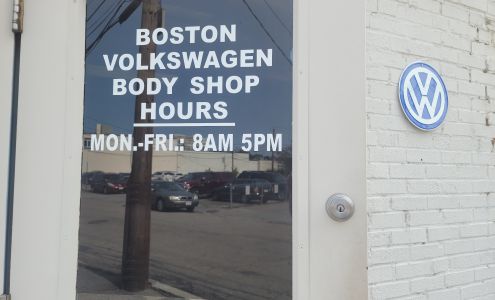 BOSTON
VOLKSWAGEN
BODY SHOP
HOURS
MON.-FRI.: 8AM 5PM